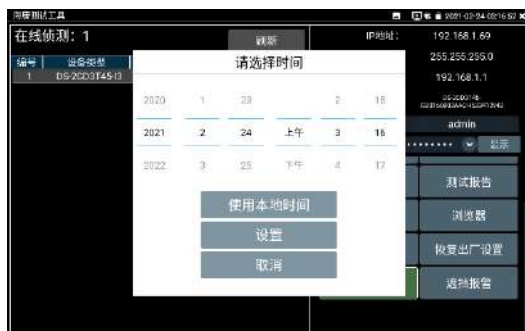 海康测试工具
2021-02-24 03:16:52
在线侦测：1
刷新
IP地址：
192.168.1.69
255.255.255.0
192.168.1.1
编号
设备类型
1 DS-2CD3T45-I3
admin
显示
请选择时间
2020 1 23 2 15
2021 2 24 上午 3 16
2022 3 25 下午 4 17
使用本地时间
设置
取消
测试报告
浏览器
恢复出厂设置
遮挡报警